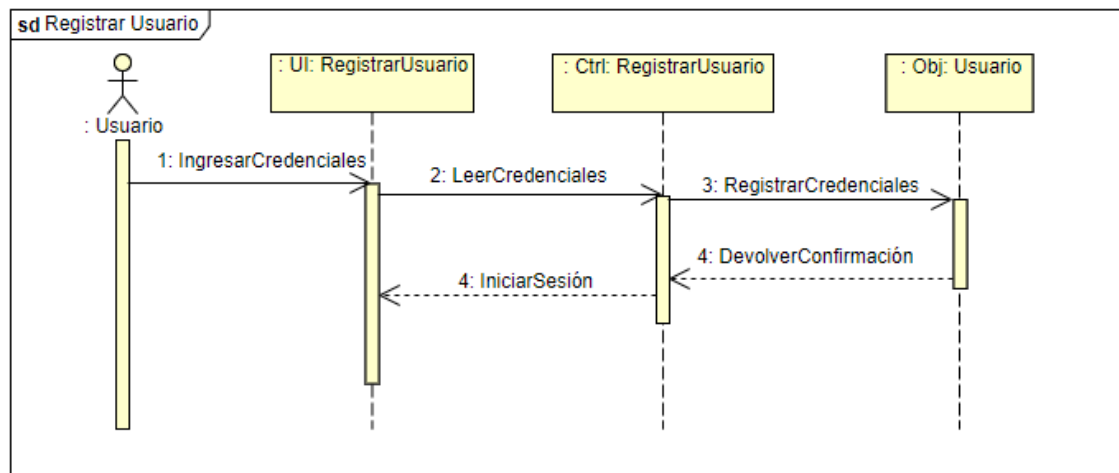 sd Registrar Usuario
: UI: RegistrarUsuario
: Ctrl: RegistrarUsuario
: Obj: Usuario
: Usuario
1: IngresarCredenciales
2: LeerCredenciales
3: RegistrarCredenciales
4: DevolverConfirmación
4: IniciarSesión